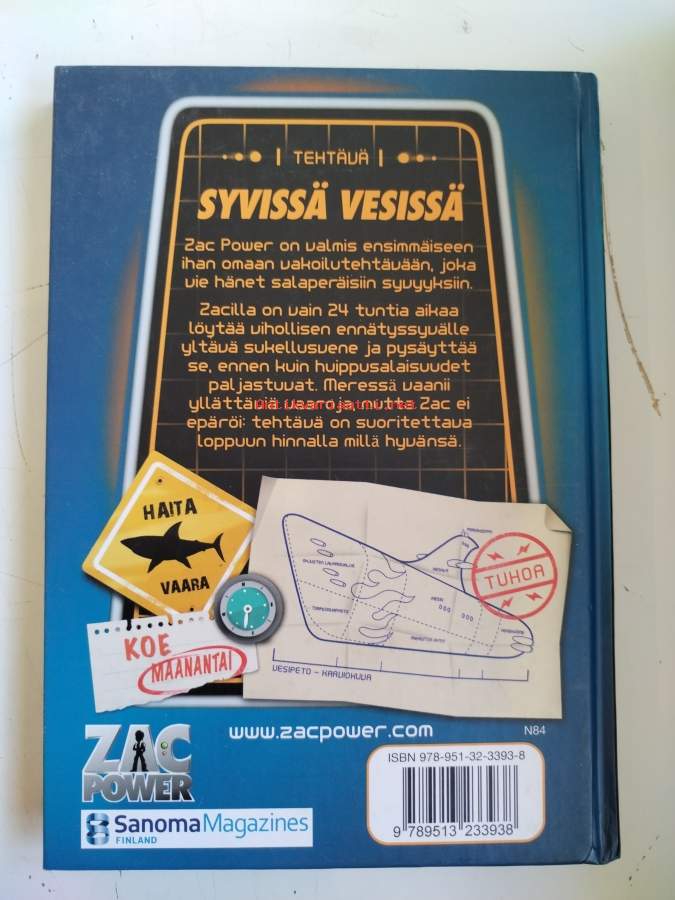 TEHTÄVÄ
SYVISSÄ VESISSÄ
Zac Power on valmis ensimmäiseen
ihan omaan vakoilutehtävään, joka
vie hänet salaperäisiin syvyyksiin.
Zacilla on vain 24 tuntia aikaa
löytää vihollisen ennätyssyvälle
yltävä sukellusvene ja pysäyttää
se, ennen kuin huippusalaisuudet
paljastuvat. Meressä vaanii
yllättäviä vaaroja, mutta Zac ei
epäröi: tehtävä on suoritettava
loppuun hinnalla millä hyvänsä.
HAITA
VAARA
TUHOA
KOE
MAANANTAI
VESIPETO - KAAVIOKUVA
www.zacpower.com
N84
ZAC
POWER
ISBN 978-951-32-3393-8
9 789513 233938
SanomaMagazines
FINLAND